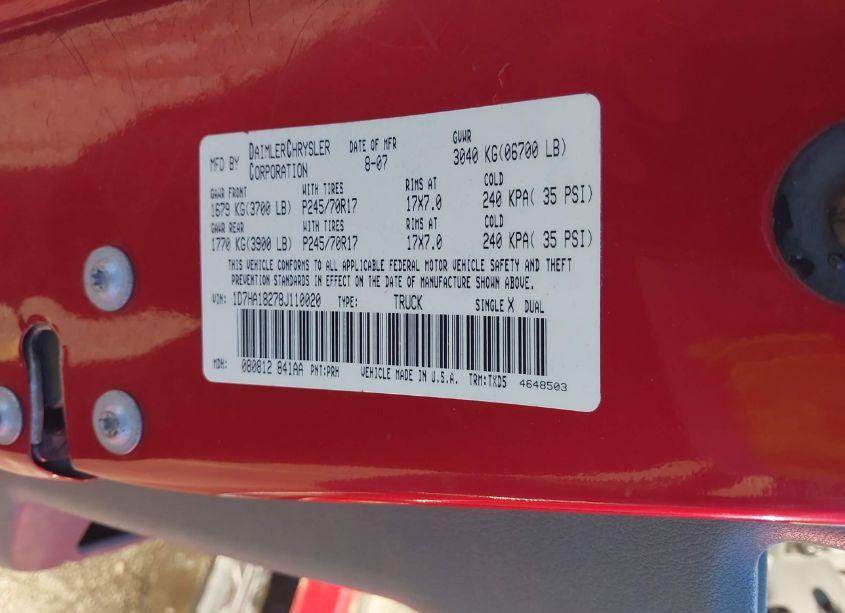 MFD BY DAIMLERCHRYSLER CORPORATION DATE OF MFR 8-07 GVWR 3040 KG(06700 LB)
GAWR FRONT WITH TIRES RIMS AT COLD
1679 KG(3700 LB) P245/70R17 17X7.0 240 KPA( 35 PSI)
GAWR REAR WITH TIRES RIMS AT COLD
1770 KG(3900 LB) P245/70R17 17X7.0 240 KPA( 35 PSI)
THIS VEHICLE CONFORMS TO ALL APPLICABLE FEDERAL MOTOR VEHICLE SAFETY AND THEFT
PREVENTION STANDARDS IN EFFECT ON THE DATE OF MANUFACTURE SHOWN ABOVE.
VIN: 1D7HA18278J110020 TYPE: TRUCK SINGLE X DUAL
MDH: 080812 841AA PNT:PRH VEHICLE MADE IN U.S.A. TRM:TXD5 4648503